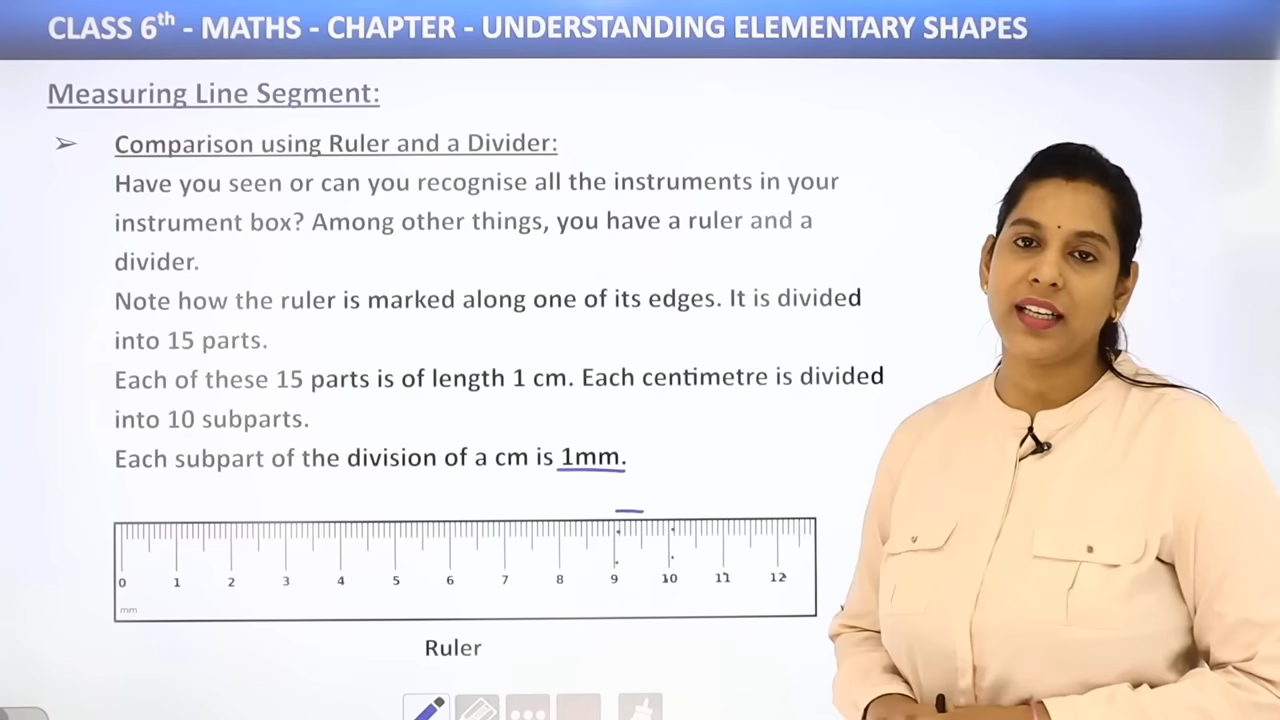 CLASS 6th - MATHS - CHAPTER - UNDERSTANDING ELEMENTARY SHAPES
Measuring Line Segment:
➢ Comparison using Ruler and a Divider:
Have you seen or can you recognise all the instruments in your
instrument box? Among other things, you have a ruler and a
divider.
Note how the ruler is marked along one of its edges. It is divided
into 15 parts.
Each of these 15 parts is of length 1 cm. Each centimetre is divided
into 10 subparts.
Each subpart of the division of a cm is 1mm.
0 1 2 3 4 5 6 7 8 9 10 11 12
mm
Ruler